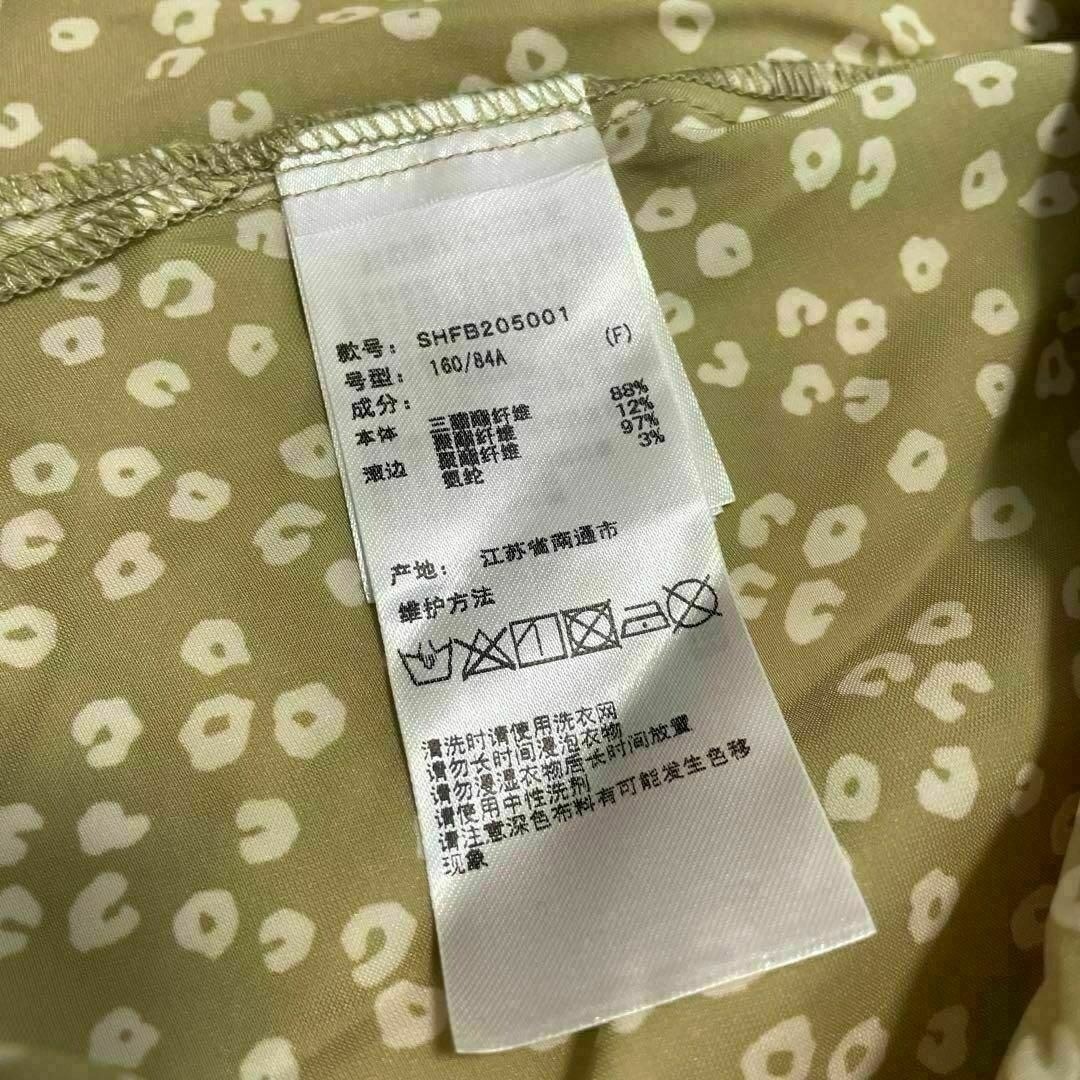 款号： SHFB205001
号型： 160/84A (F)
成分：
本体 三醋酯纤维 88%
聚酯纤维 12%
滚边 聚酯纤维 97%
氨纶 3%
产地： 江苏省南通市
维护方法
清洗时请使用洗衣网
请勿长时间浸泡衣物
请勿浸湿衣物后长时间放置
请使用中性洗剂
请注意深色布料有可能发生色移
现象